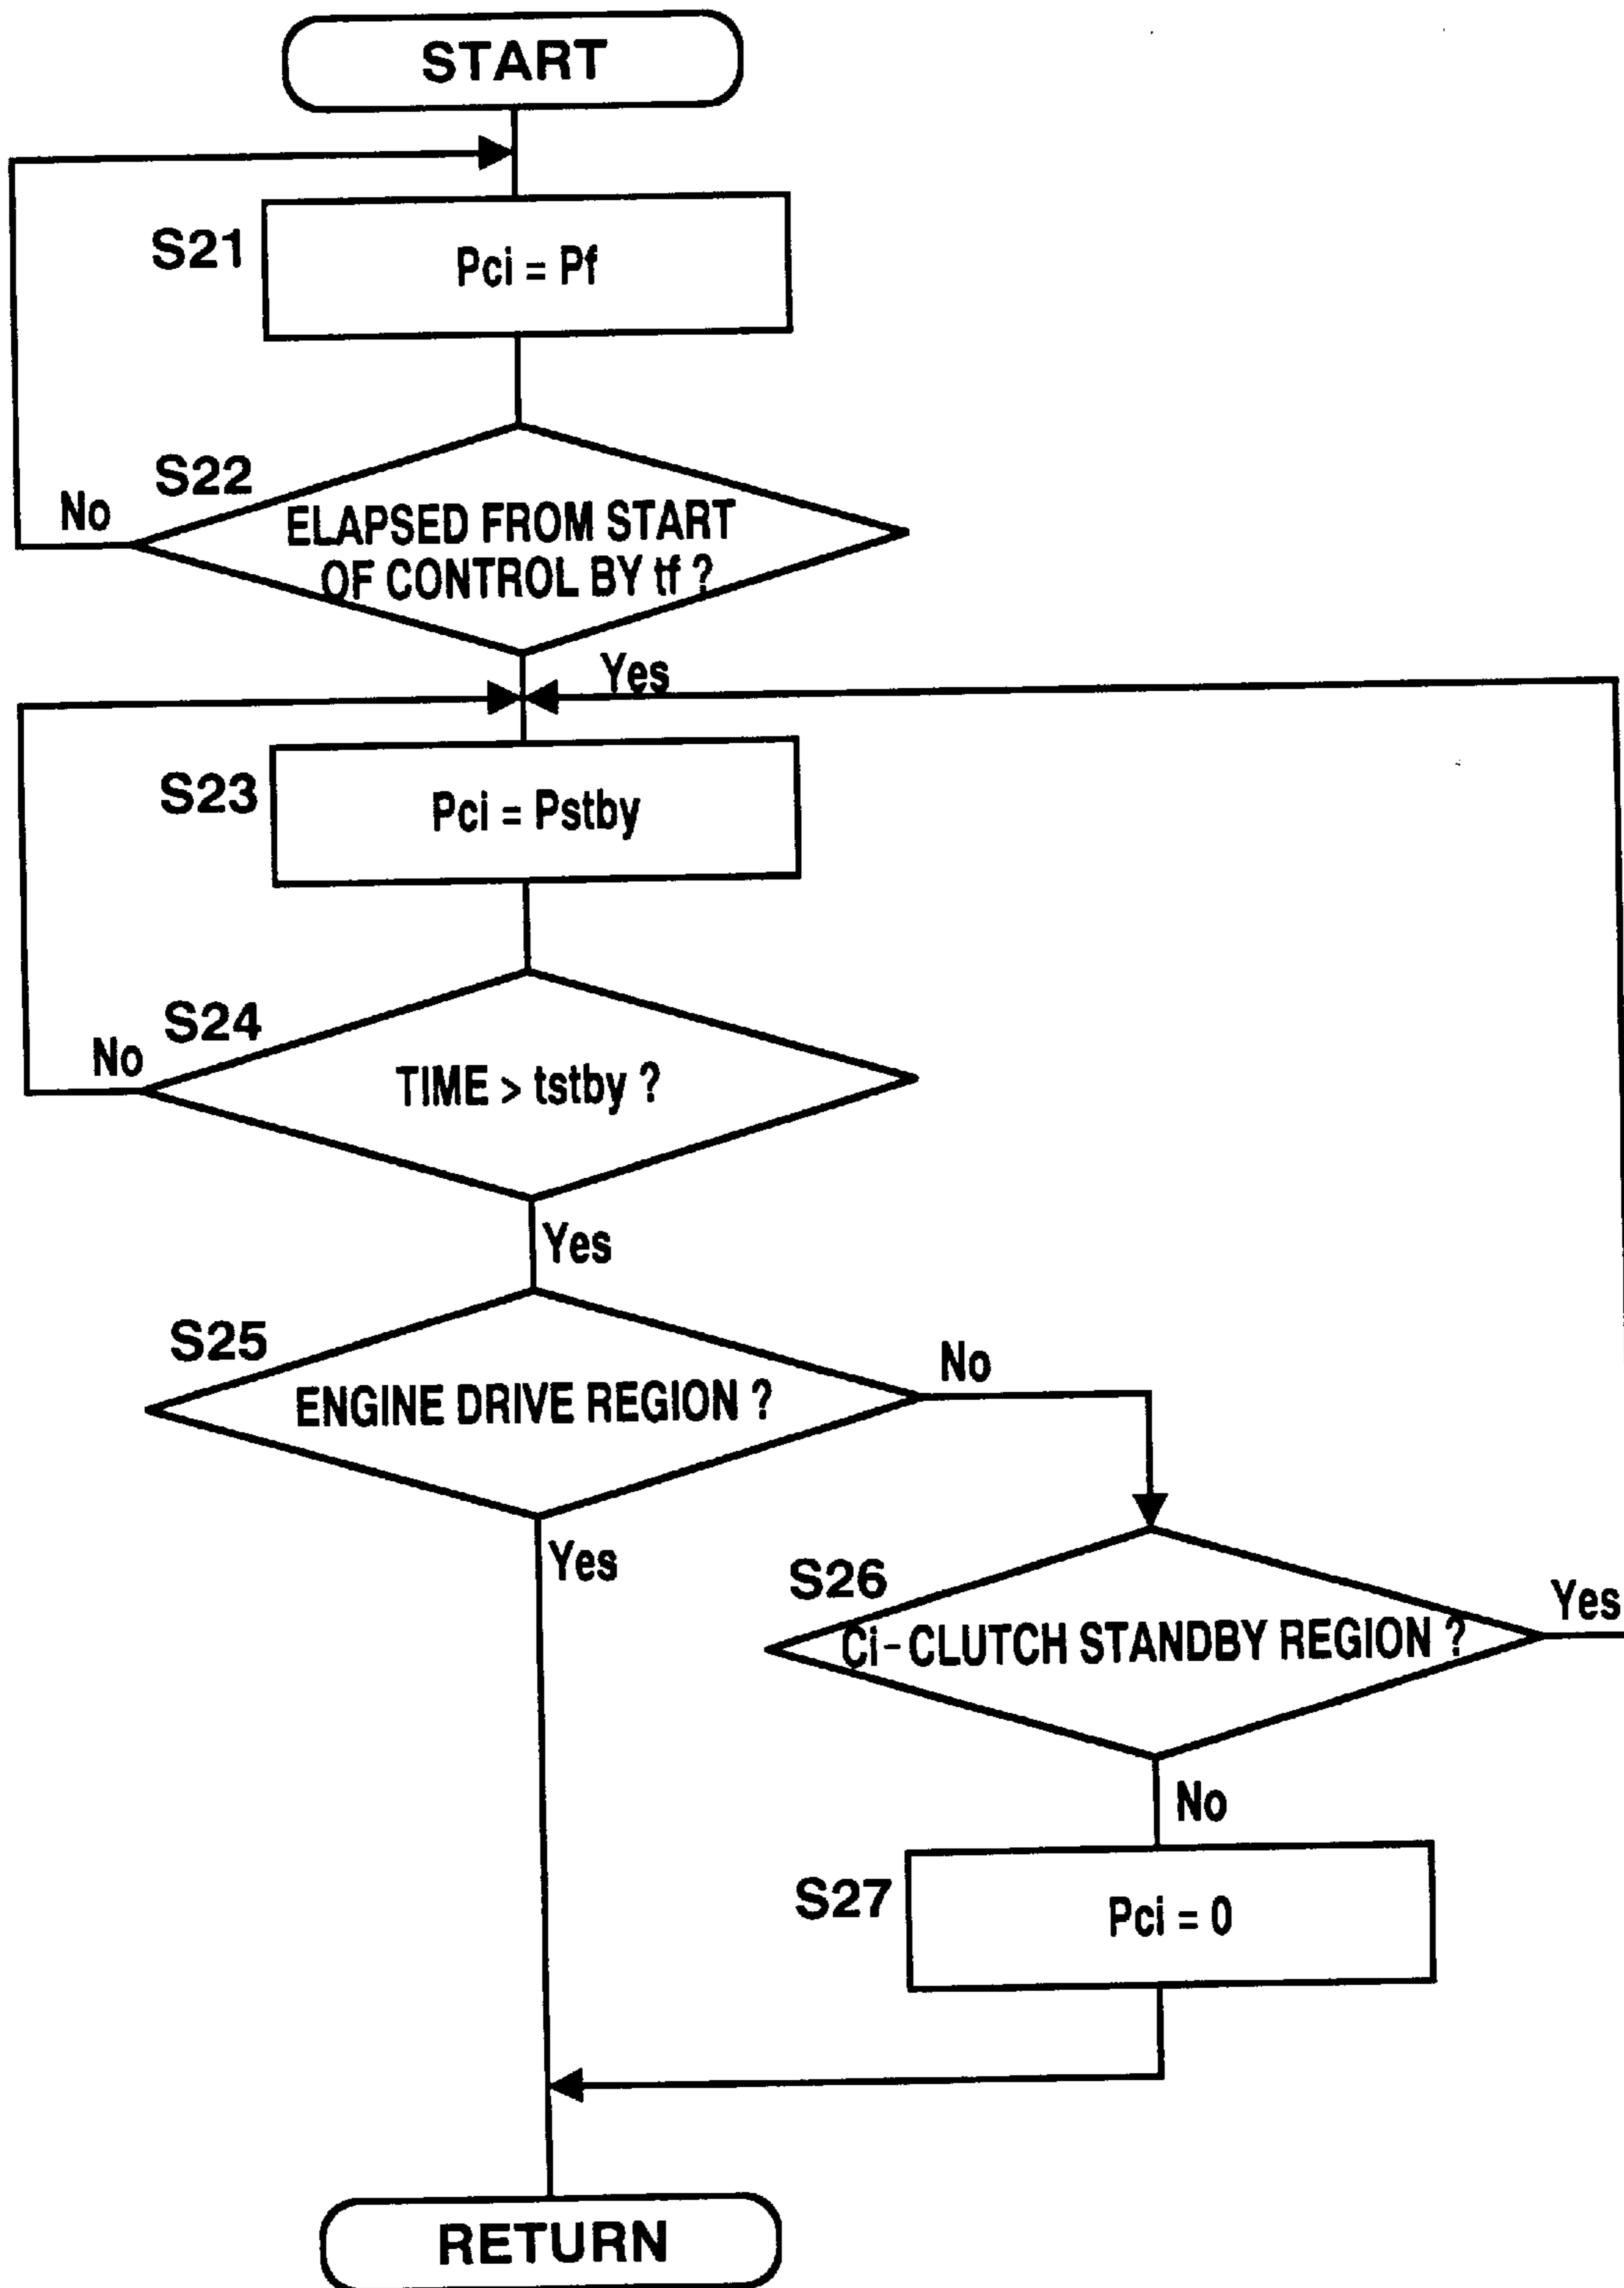 START
S21
Pci = Pf
S22
No
ELAPSED FROM START
OF CONTROL BY tf ?
Yes
S23
Pci = Pstby
S24
No
TIME > tstby ?
Yes
S25
ENGINE DRIVE REGION ?
No
Yes
S26
Ci-CLUTCH STANDBY REGION ?
Yes
No
S27
Pci = 0
RETURN